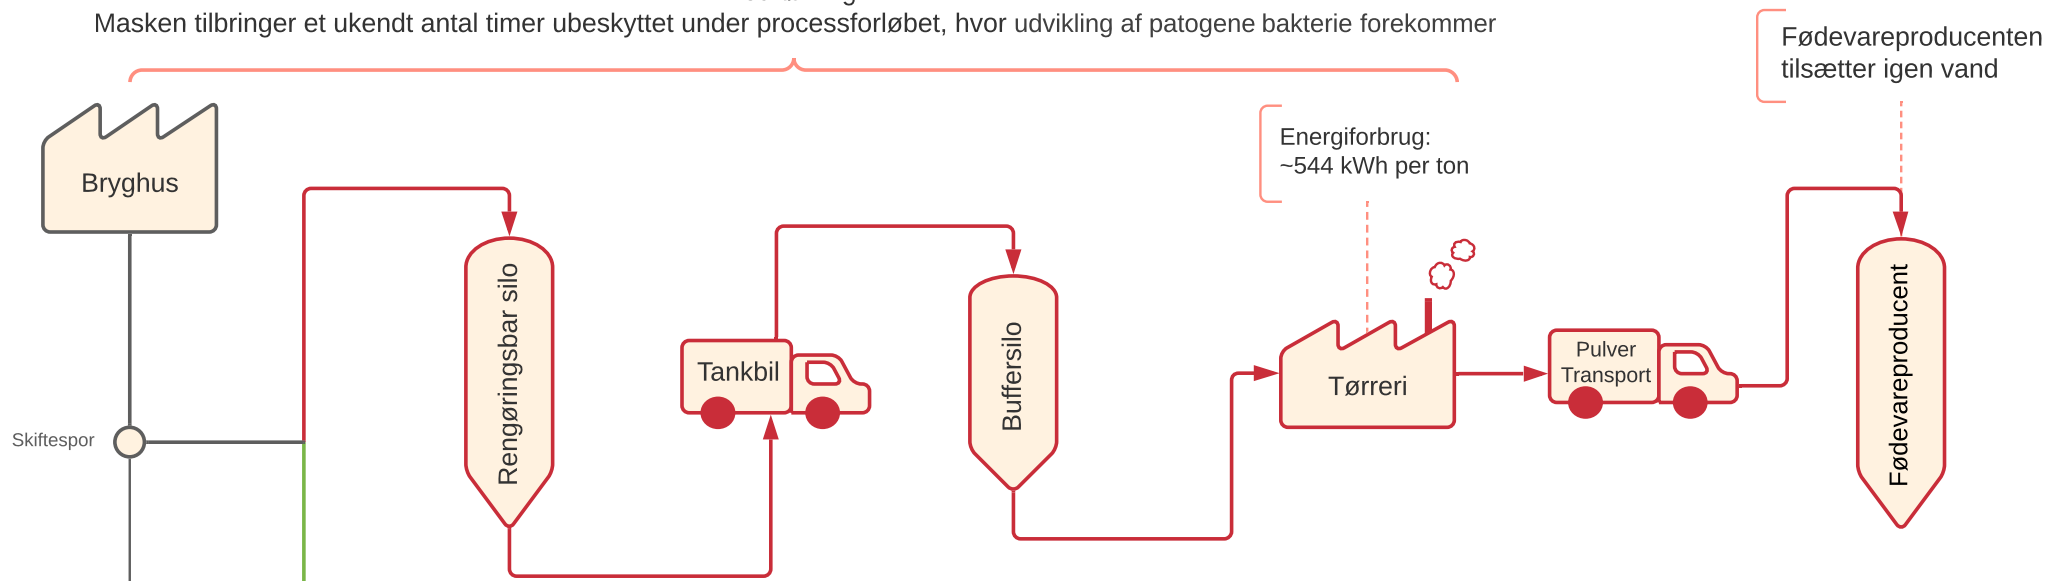 Masken tilbringer et ukendt antal timer ubeskyttet under processforløbet, hvor udvikling af patogene bakterie forekommer
Fødevareproducenten
tilsætter igen vand
Energiforbrug:
~544 kWh per ton
Bryghus
Skiftespor
Rengøringsbar silo
Tankbil
Buffersilo
Tørreri
Pulver
Transport
Fødevareproducent